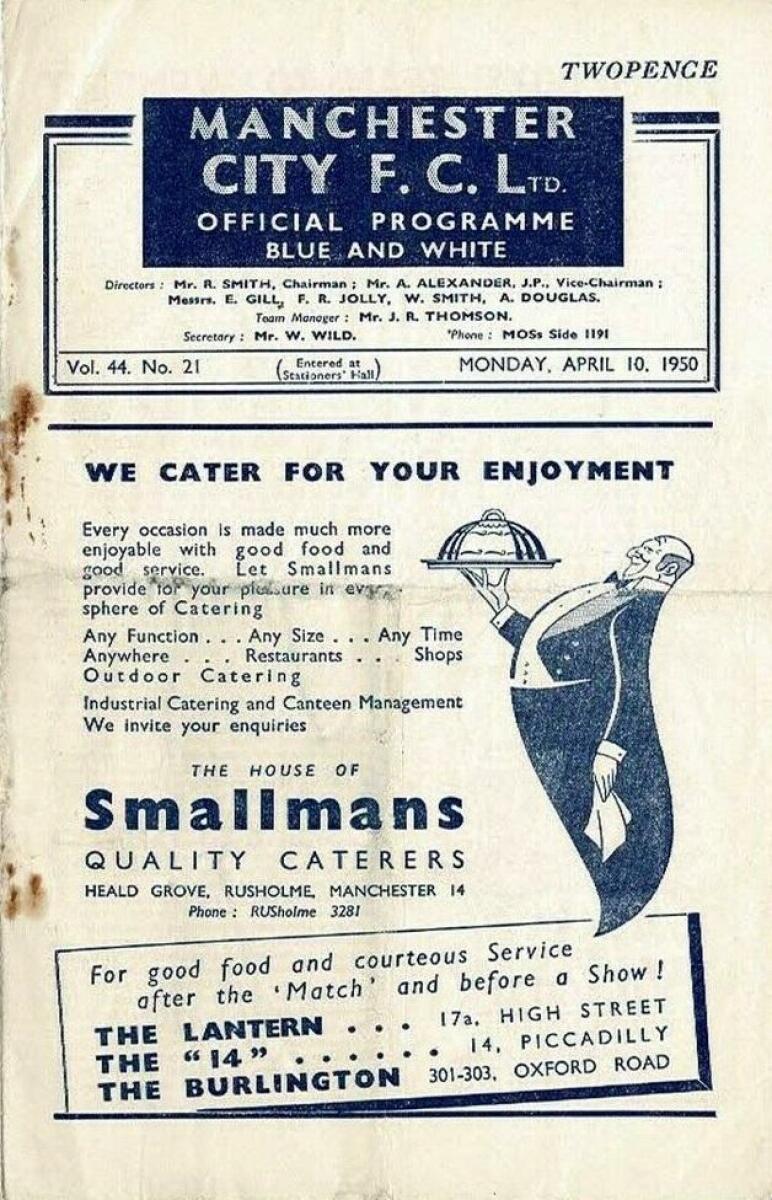 TWOPENCE
MANCHESTER
CITY F. C. LTD.
OFFICIAL PROGRAMME
BLUE AND WHITE
Directors : Mr. R. SMITH, Chairman ; Mr. A. ALEXANDER, J.P., Vice-Chairman ;
Messrs. E. GILL, F. R. JOLLY, W. SMITH, A. DOUGLAS.
Team Manager : Mr. J. R. THOMSON.
Secretary : Mr. W. WILD. 'Phone : MOSs Side 1191
Vol. 44. No. 21 (Entered at Stationers' Hall) MONDAY, APRIL 10, 1950
WE CATER FOR YOUR ENJOYMENT
Every occasion is made much more
enjoyable with good food and
good service. Let Smallmans
provide for your pleasure in every
sphere of Catering
Any Function . . . Any Size . . . Any Time
Anywhere . . . Restaurants . . . Shops
Outdoor Catering
Industrial Catering and Canteen Management
We invite your enquiries
THE HOUSE OF
Smallmans
QUALITY CATERERS
HEALD GROVE, RUSHOLME, MANCHESTER 14
Phone : RUSholme 3281
For good food and courteous Service
after the 'Match' and before a Show !
THE LANTERN . . . 17a, HIGH STREET
THE "14" . . . . . . 14, PICCADILLY
THE BURLINGTON 301-303, OXFORD ROAD